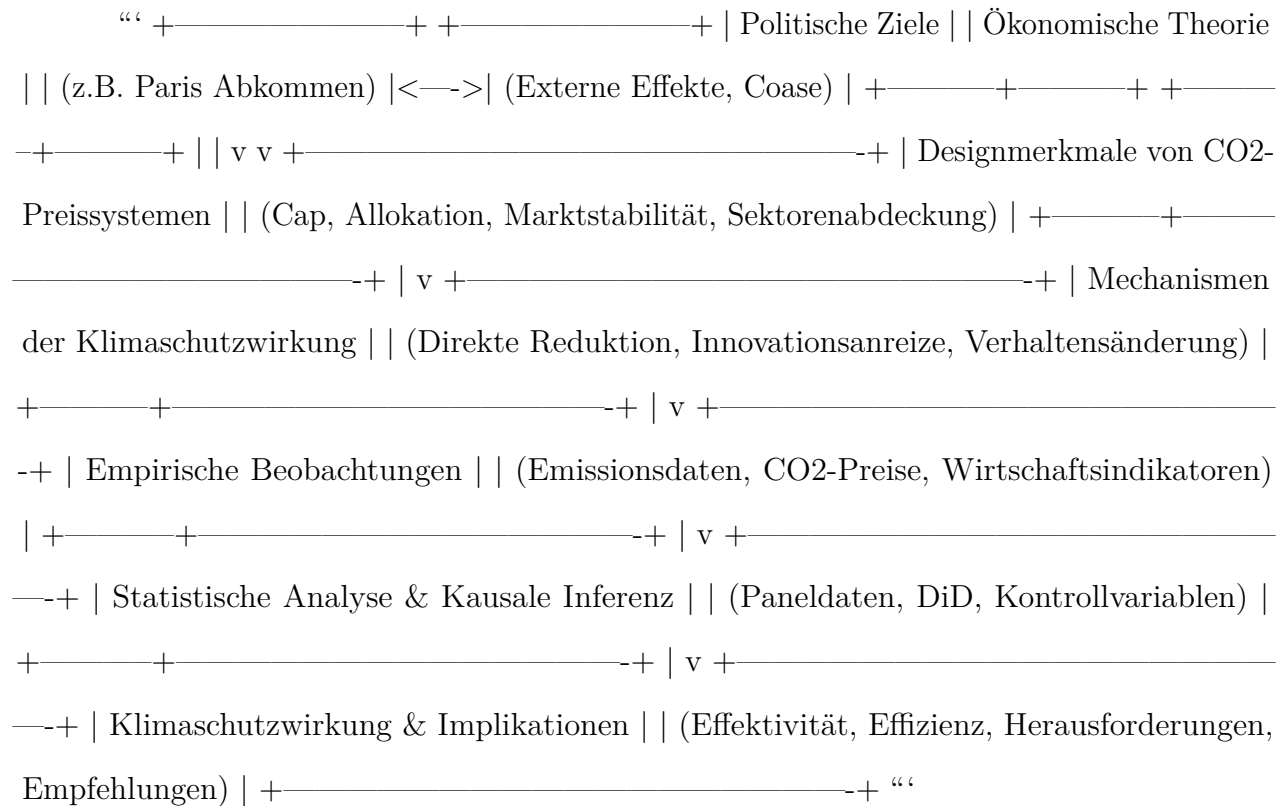 “‘ +———————–+ +———————–+ | Politische Ziele | | Ökonomische Theorie
| | (z.B. Paris Abkommen) |<—->| (Externe Effekte, Coase) | +———–+———–+ +———
–+———–+ | | v v +——————————————————-+ | Designmerkmale von CO2-
Preissystemen | | (Cap, Allokation, Marktstabilität, Sektorenabdeckung) | +———–+———
———————————-+ | v +——————————————————-+ | Mechanismen
der Klimaschutzwirkung | | (Direkte Reduktion, Innovationsanreize, Verhaltensänderung) |
+———–+——————————————-+ | v +——————————————————
-+ | Empirische Beobachtungen | | (Emissionsdaten, CO2-Preise, Wirtschaftsindikatoren)
| +———–+——————————————-+ | v +—————————————————
—-+ | Statistische Analyse & Kausale Inferenz | | (Paneldaten, DiD, Kontrollvariablen) |
+———–+——————————————-+ | v +—————————————————
—-+ | Klimaschutzwirkung & Implikationen | | (Effektivität, Effizienz, Herausforderungen,
Empfehlungen) | +——————————————————-+ “‘